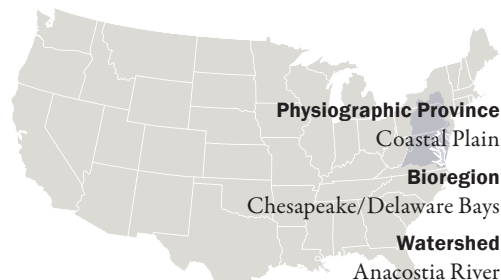 Physiographic Province
Coastal Plain
Bioregion
Chesapeake/Delaware Bays
Watershed
Anacostia River